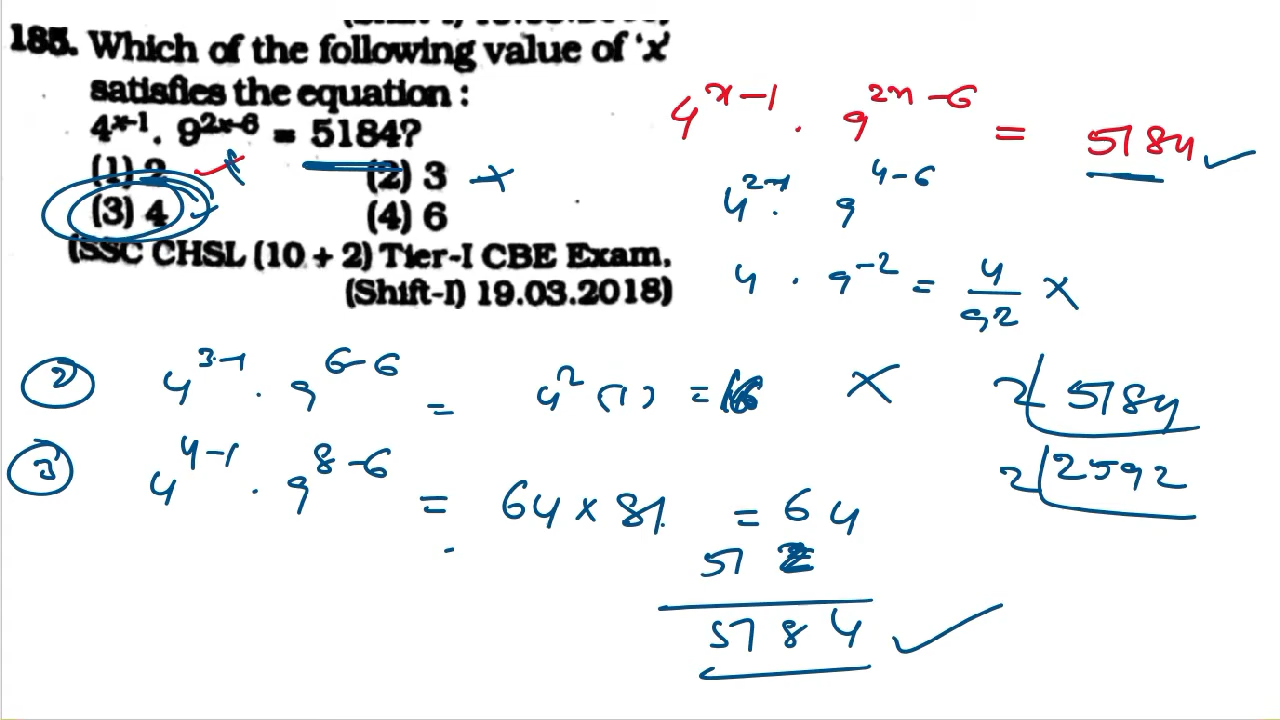 185. Which of the following value of 'x'
satisfies the equation :
4^x-1 . 9^2x-6 = 5184?
(1) 2 (2) 3
(3) 4 (4) 6
(SSC CHSL (10 + 2) Tier-I CBE Exam,
(Shift-I) 19.03.2018)
4^x-1 . 9^2x-6 = 5184
4^2-1 . 9^4-6
4 . 9^-2 = 4/9^2 ×
2 4^3-1 . 9^6-6 = 4^2 (1) = 16 ×
3 4^4-1 . 9^8-6 = 64 × 81 = 64
512
5184
2 5184
2 2592